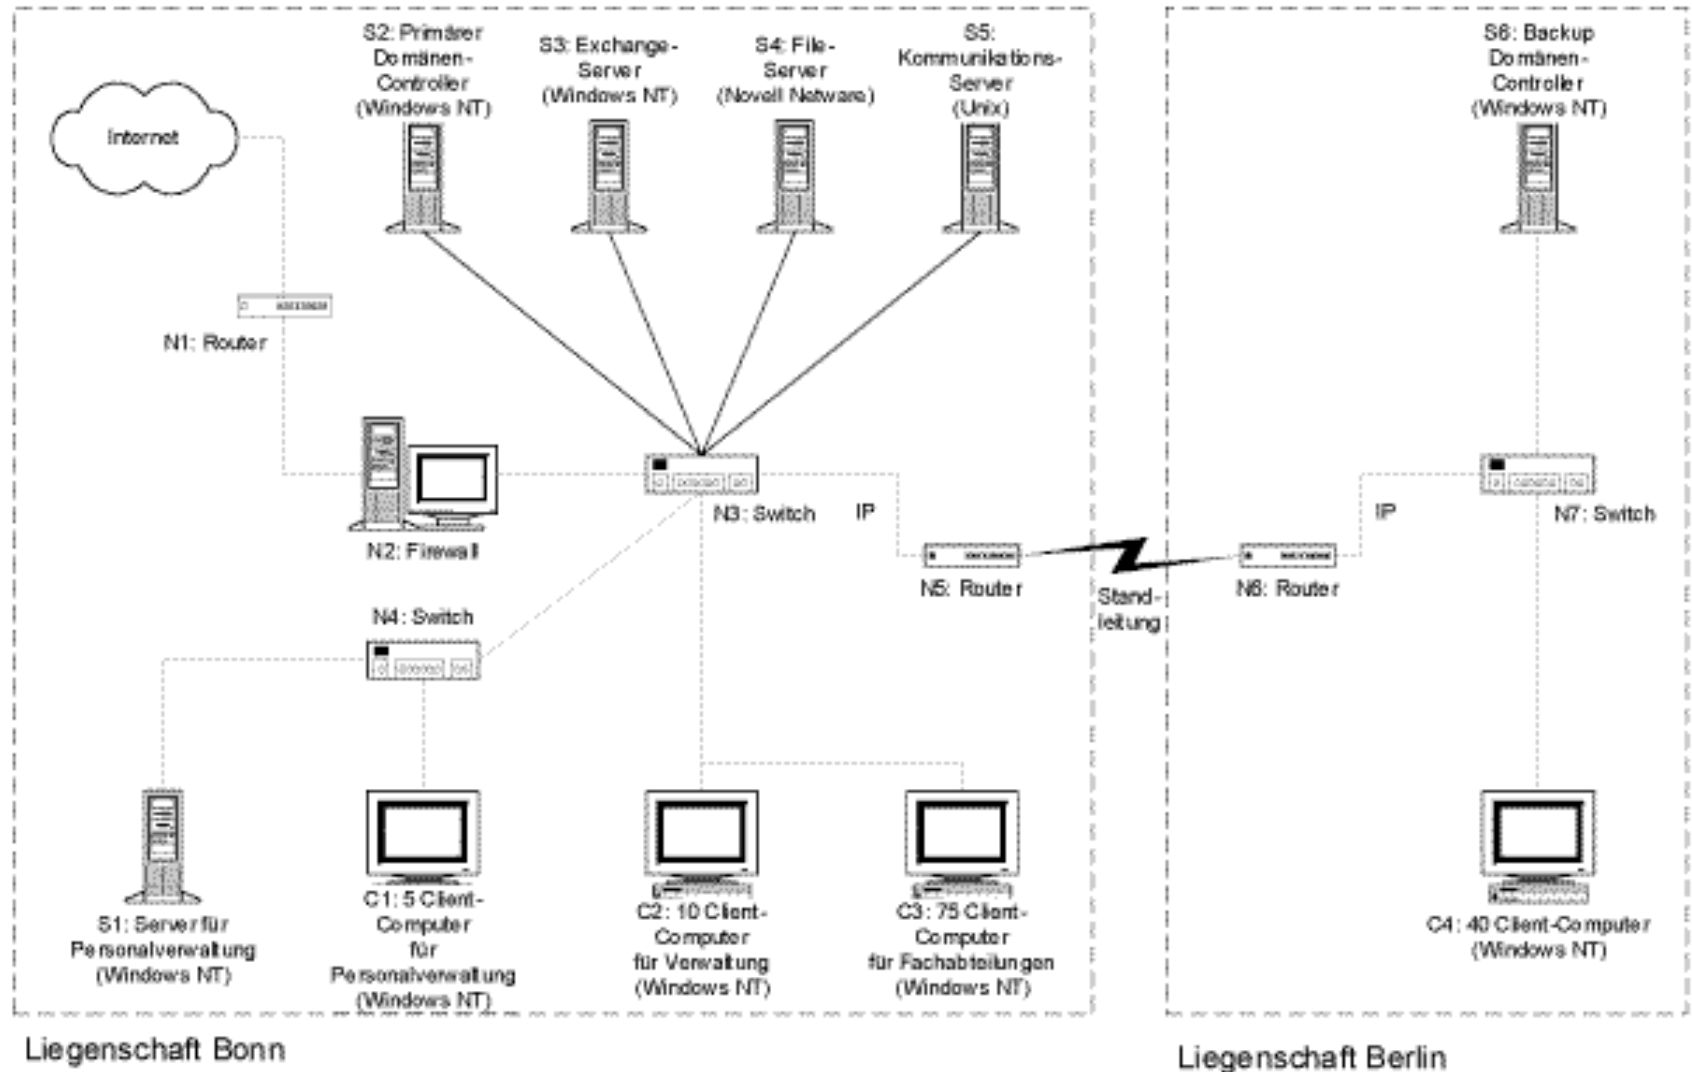 S2: Primärer
Domänen-
Controller
(Windows NT)
S3: Exchange-
Server
(Windows NT)
S4: File-
Server
(Novell Netware)
S5:
Kommunikations-
Server
(Unix)
S6: Backup
Domänen-
Controller
(Windows NT)
Internet
N1: Router
N2: Firewall
N3: Switch
IP
N5: Router
Stand-
leitung
N6: Router
IP
N7: Switch
N4: Switch
S1: Server für
Personalverwaltung
(Windows NT)
C1: 5 Client-
Computer
für
Personalverwaltung
(Windows NT)
C2: 10 Client-
Computer
für Verwaltung
(Windows NT)
C3: 75 Client-
Computer
für Fachabteilungen
(Windows NT)
C4: 40 Client-Computer
(Windows NT)
Liegenschaft Bonn
Liegenschaft Berlin